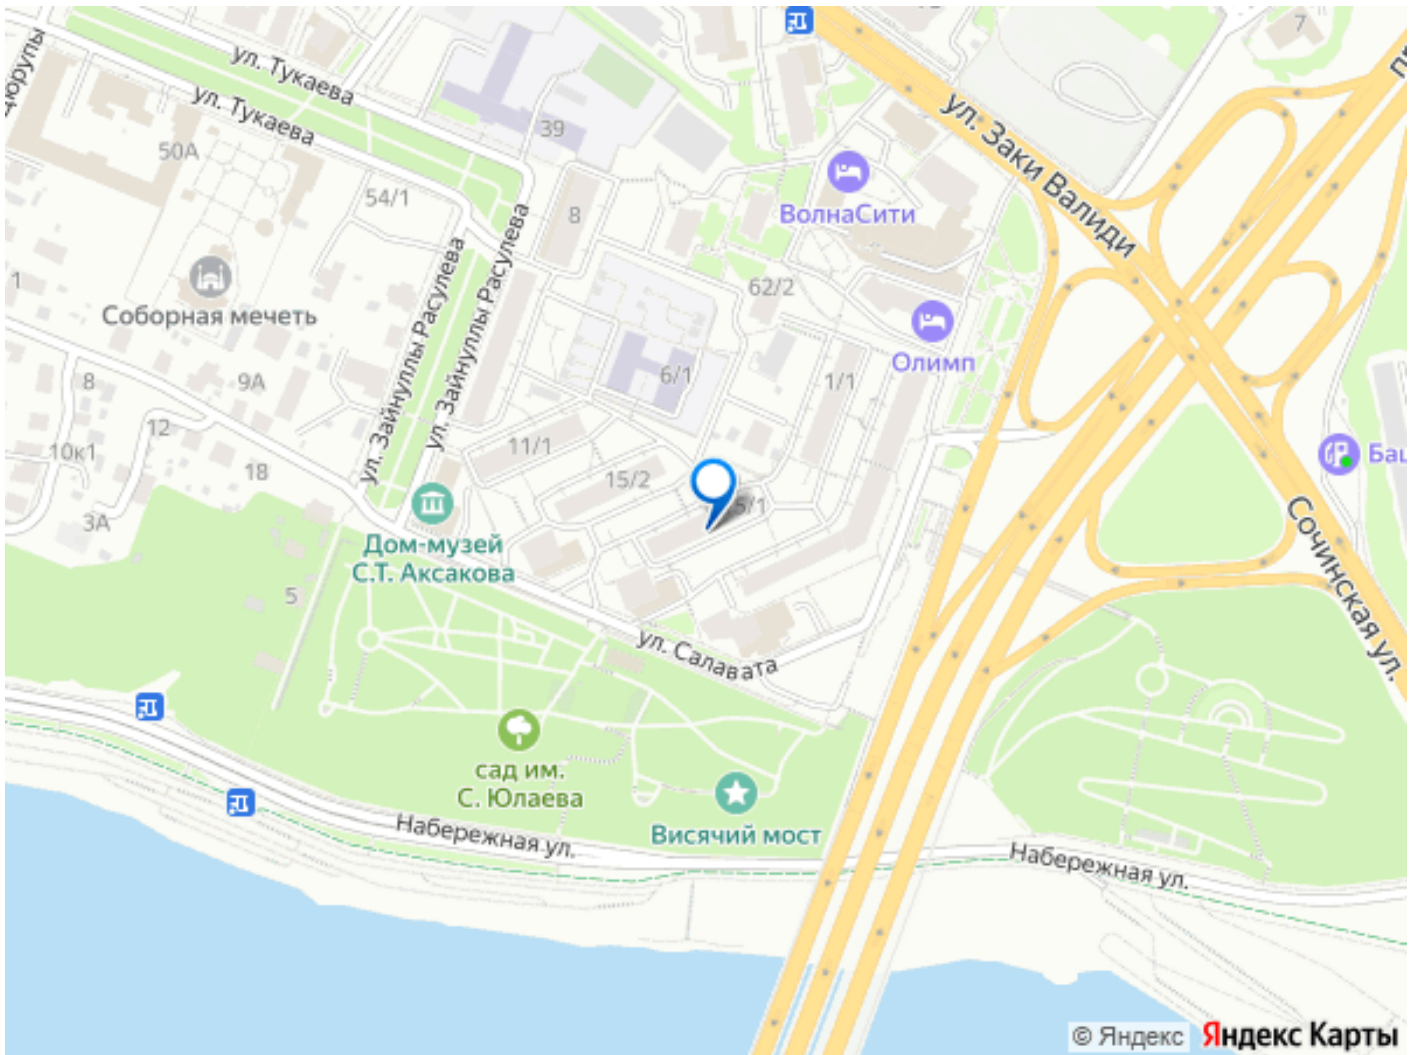 ул. Тукаева
ул. Тукаева
7
ул. Заки Валиди
39
50А
54/1
8
ВолнаСити
ул. Зайнуллы Расулева
ул. Зайнуллы Расулева
1
Соборная мечеть
62/2
Олимп
6/1
1/1
8
9А
12
11/1
10к1
18
15/2
5/1
3А
Дом-музей
С.Т. Аксакова
Сочинская ул.
5
ул. Салавата
сад им.
С. Юлаева
Висячий мост
Набережная ул.
Набережная ул.
© Яндекс
Яндекс Карты